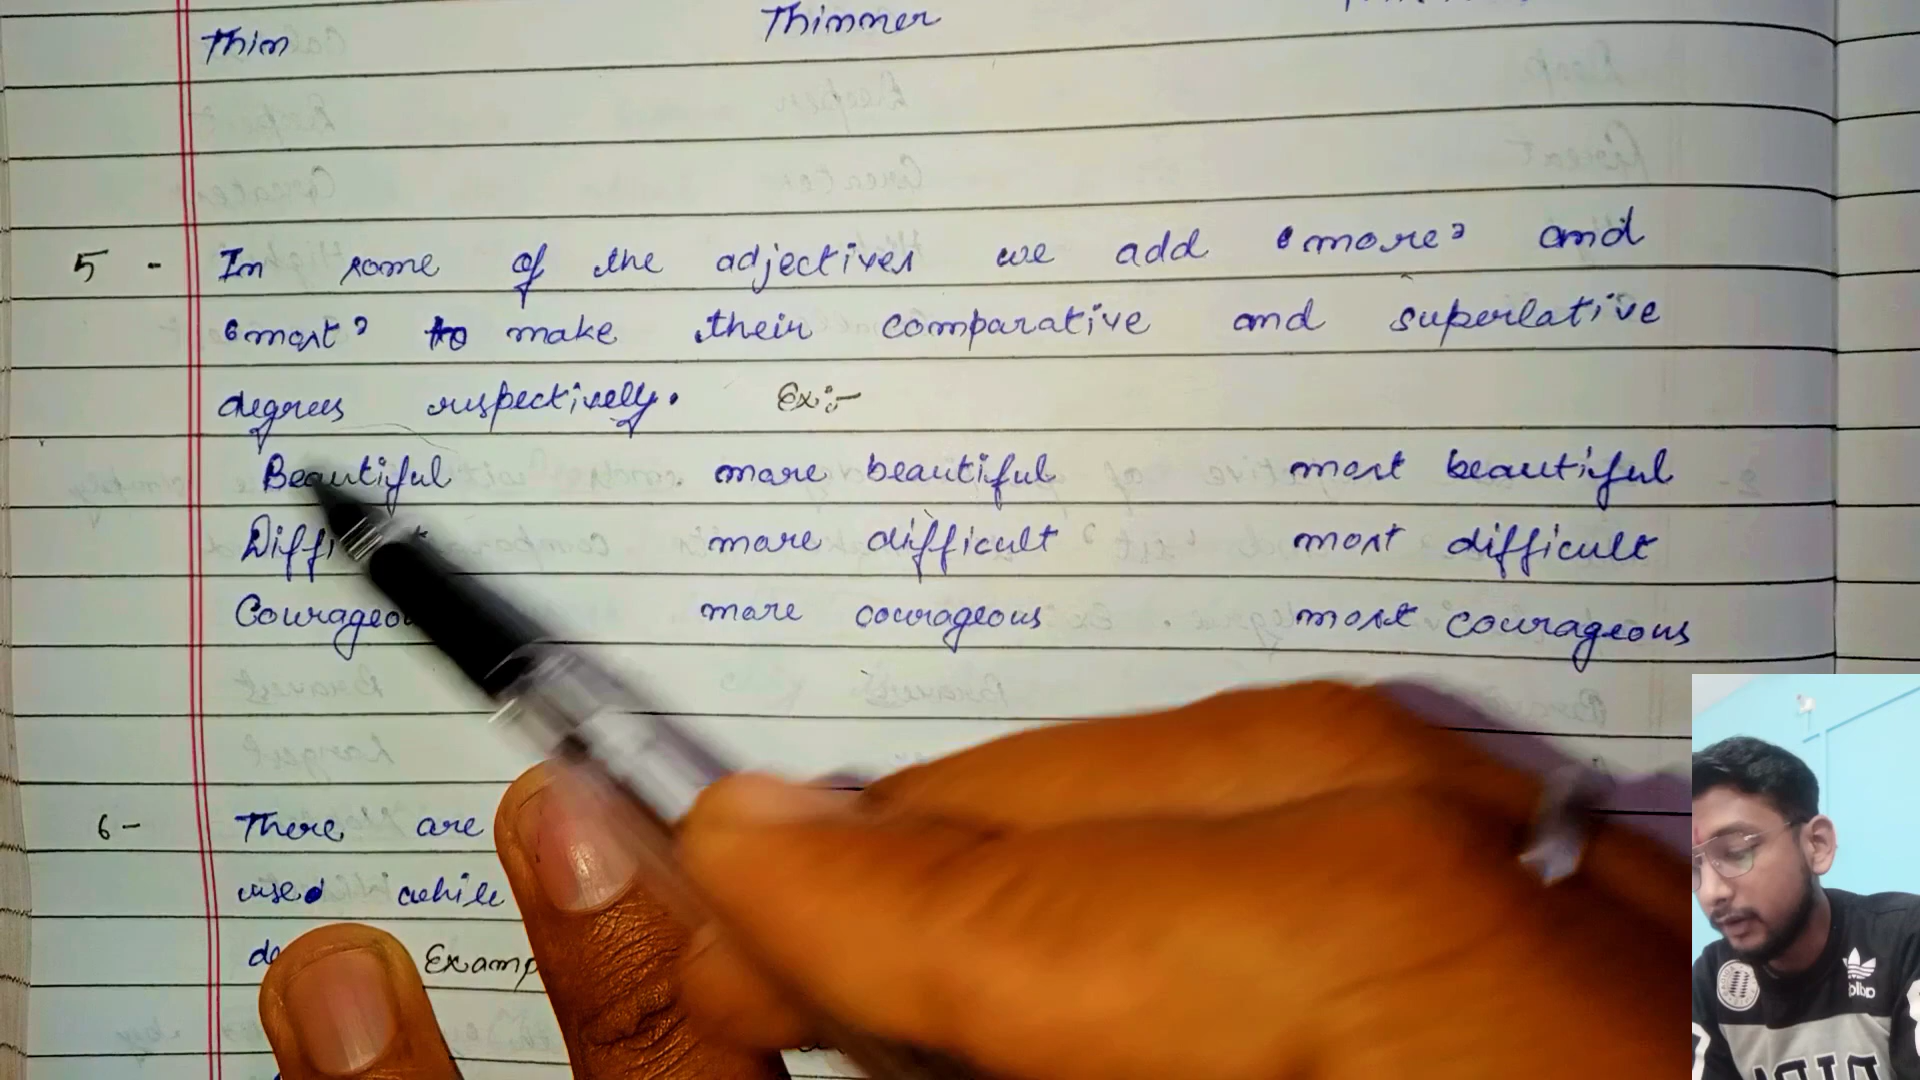 Thin Thinner
5 - In some of the adjectives we add ‘more’ and
‘most’ to make their comparative and superlative
degrees respectively. Ex:-
Beautiful more beautiful most beautiful
more difficult most difficult
more courageous most courageous
6- There are
used while